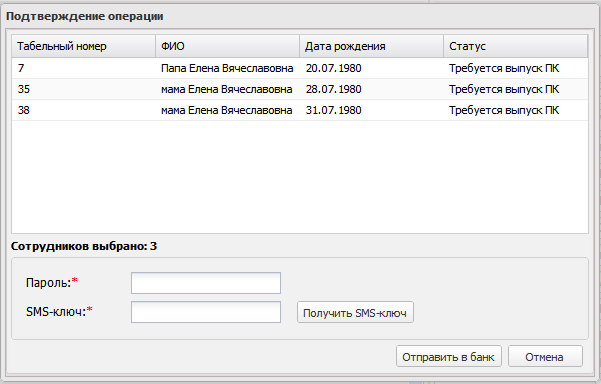 Подтверждение операции
Табельный номер ФИО Дата рождения Статус
7 Папа Елена Вячеславовна 20.07.1980 Требуется выпуск ПК
35 мама Елена Вячеславовна 28.07.1980 Требуется выпуск ПК
38 мама Елена Вячеславовна 31.07.1980 Требуется выпуск ПК
Сотрудников выбрано: 3
Пароль:*
SMS-ключ:* Получить SMS-ключ
Отправить в банк Отмена